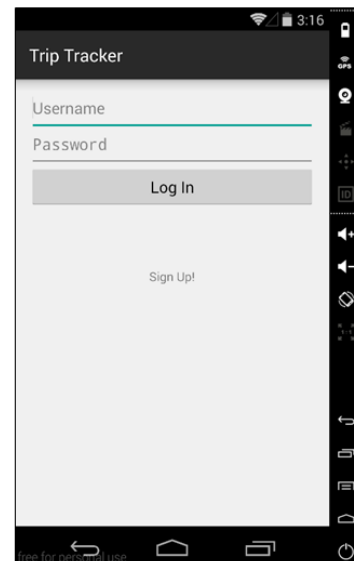 3:16
Trip Tracker
GPS
Username
Password
ID
Log In
Sign Up!
free for personal use